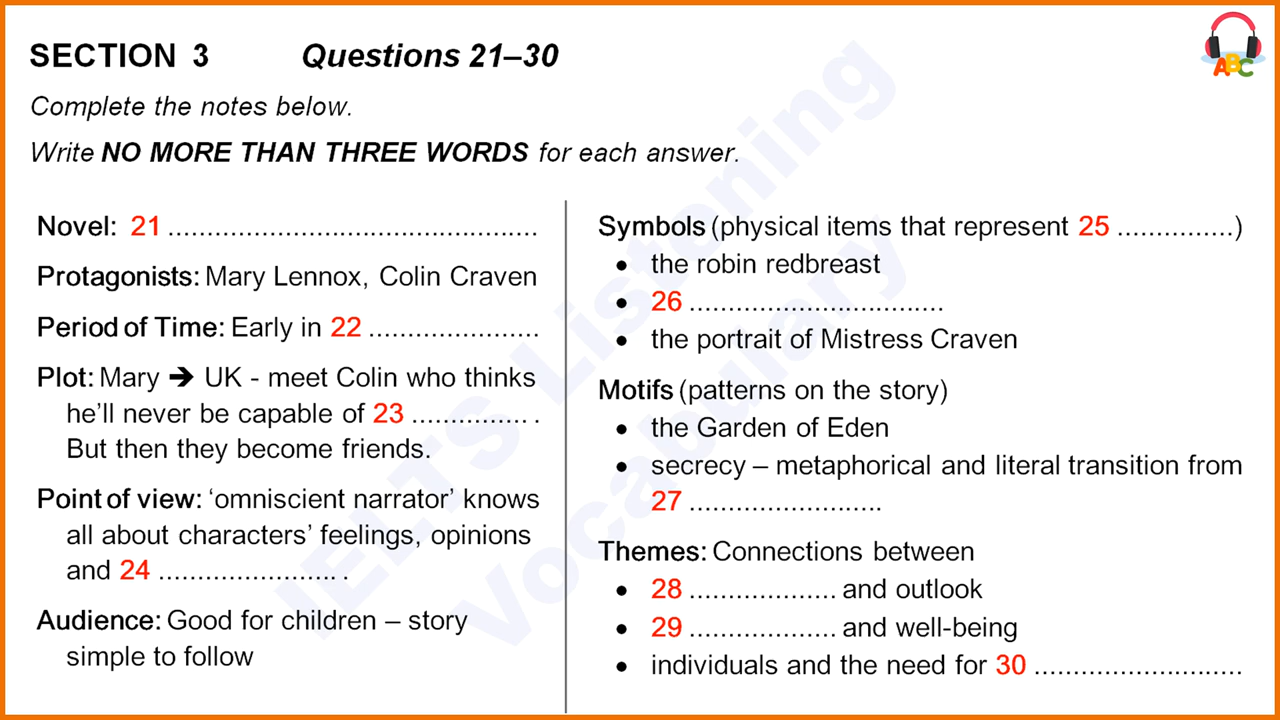 SECTION 3 Questions 21–30
Complete the notes below.
Write NO MORE THAN THREE WORDS for each answer.
Novel: 21 ................................................
Protagonists: Mary Lennox, Colin Craven
Period of Time: Early in 22 ......................
Plot: Mary ➔ UK - meet Colin who thinks
he’ll never be capable of 23 ............... .
But then they become friends.
Point of view: ‘omniscient narrator’ knows
all about characters’ feelings, opinions
and 24 ....................... .
Audience: Good for children – story
simple to follow
Symbols (physical items that represent 25 ...............)
• the robin redbreast
• 26 .................................
• the portrait of Mistress Craven
Motifs (patterns on the story)
• the Garden of Eden
• secrecy – metaphorical and literal transition from
27 .........................
Themes: Connections between
• 28 ................... and outlook
• 29 ................... and well-being
• individuals and the need for 30 ...........................
ABC
IELTS Listening
Vocabulary